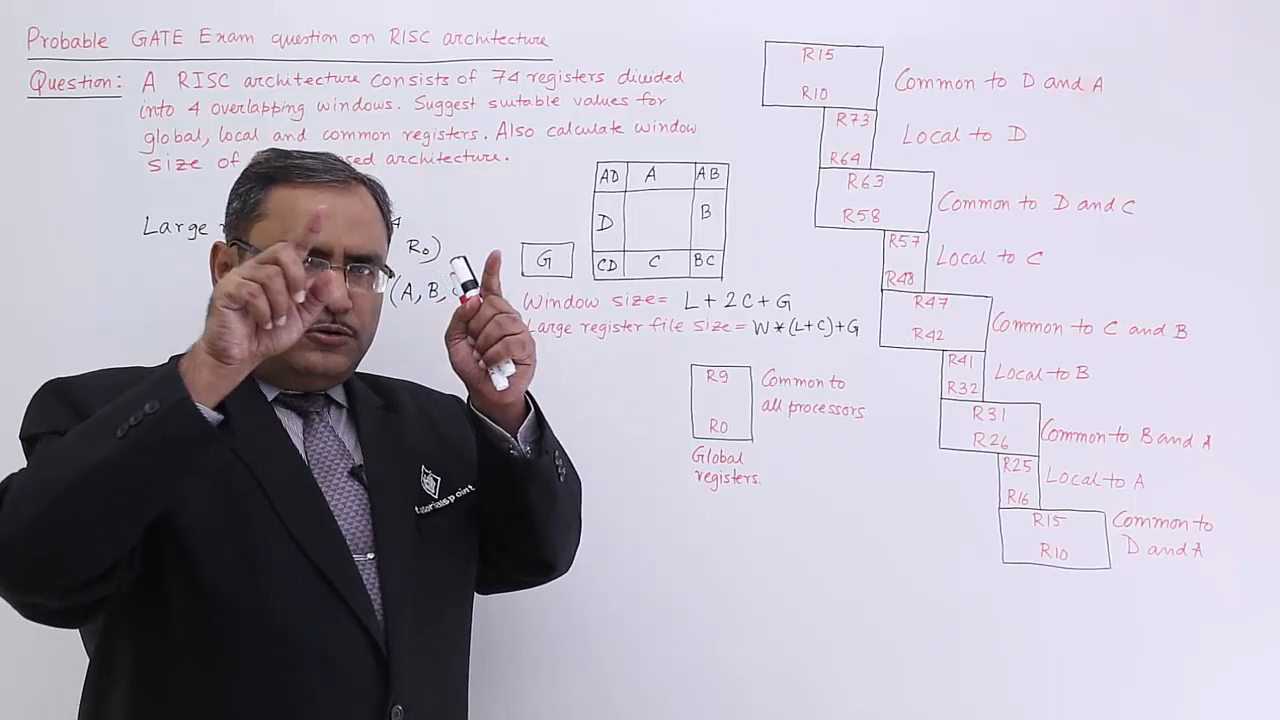 Probable GATE Exam question on RISC architecture
Question: A RISC architecture consists of 74 registers divided
into 4 overlapping windows. Suggest suitable values for
global, local and common registers. Also calculate window
size of architecture.
Large
R0)
(A, B,
AD A AB
D B
CD C BC
G
Window size= L+2C+G
Large register file size= W*(L+C)+G
R9
R0
Common to
all processors
Global
registers.
R15
R10
Common to D and A
R73
R64
Local to D
R63
R58
Common to D and C
R57
R48
Local to C
R47
R42
Common to C and B
R41
R32
Local to B
R31
R26
Common to B and A
R25
R16
Local to A
R15
R10
Common to
D and A
tutorialspoint